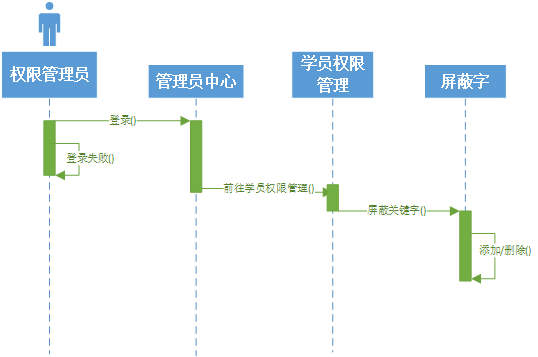 权限管理员
管理员中心
学员权限
管理
屏蔽字
登录()
登录失败()
前往学员权限管理()
屏蔽关键字()
添加/删除()